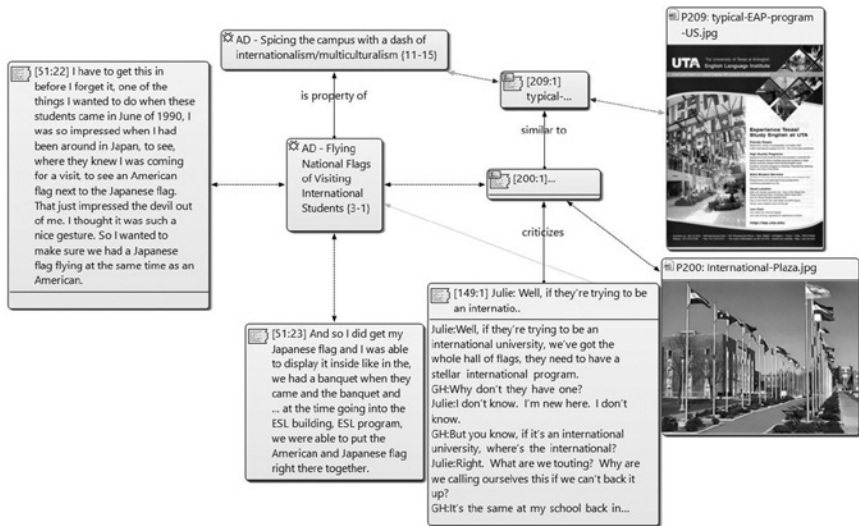 AD - Spicing the campus with a dash of
internationalism/multiculturalism {11-15}
P209: typical-EAP-program
-US.jpg
[51:22] I have to get this in
before I forget it, one of the
things I wanted to do when these
students came in June of 1990, I
was so impressed when I had
been around in Japan, to see,
where they knew I was coming
for a visit, to see an American
flag next to the Japanese flag.
That just impressed the devil out
of me. I thought it was such a
nice gesture. So I wanted to
make sure we had a Japanese
flag flying at the same time as an
American.
is property of
[209:1]
typical-...
similar to
AD - Flying
National Flags
of Visiting
International
Students {3-1}
[200:1]...
criticizes
UTA
The University of Texas at Arlington
English Language Institute
Experience Texas!
Study English at UTA
P200: International-Plaza.jpg
[51:23] And so I did get my
Japanese flag and I was able
to display it inside like in the,
we had a banquet when they
came and the banquet and
... at the time going into the
ESL building, ESL program,
we were able to put the
American and Japanese flag
right there together.
[149:1] Julie: Well, if they're trying to be
an internatio..
Julie:Well, if they're trying to be an
international university, we've got the
whole hall of flags, they need to have a
stellar international program.
GH:Why don't they have one?
Julie:I don't know. I'm new here. I don't
know.
GH:But you know, if it's an international
university, where's the international?
Julie:Right. What are we touting? Why are
we calling ourselves this if we can't back it
up?
GH:It's the same at my school back in...